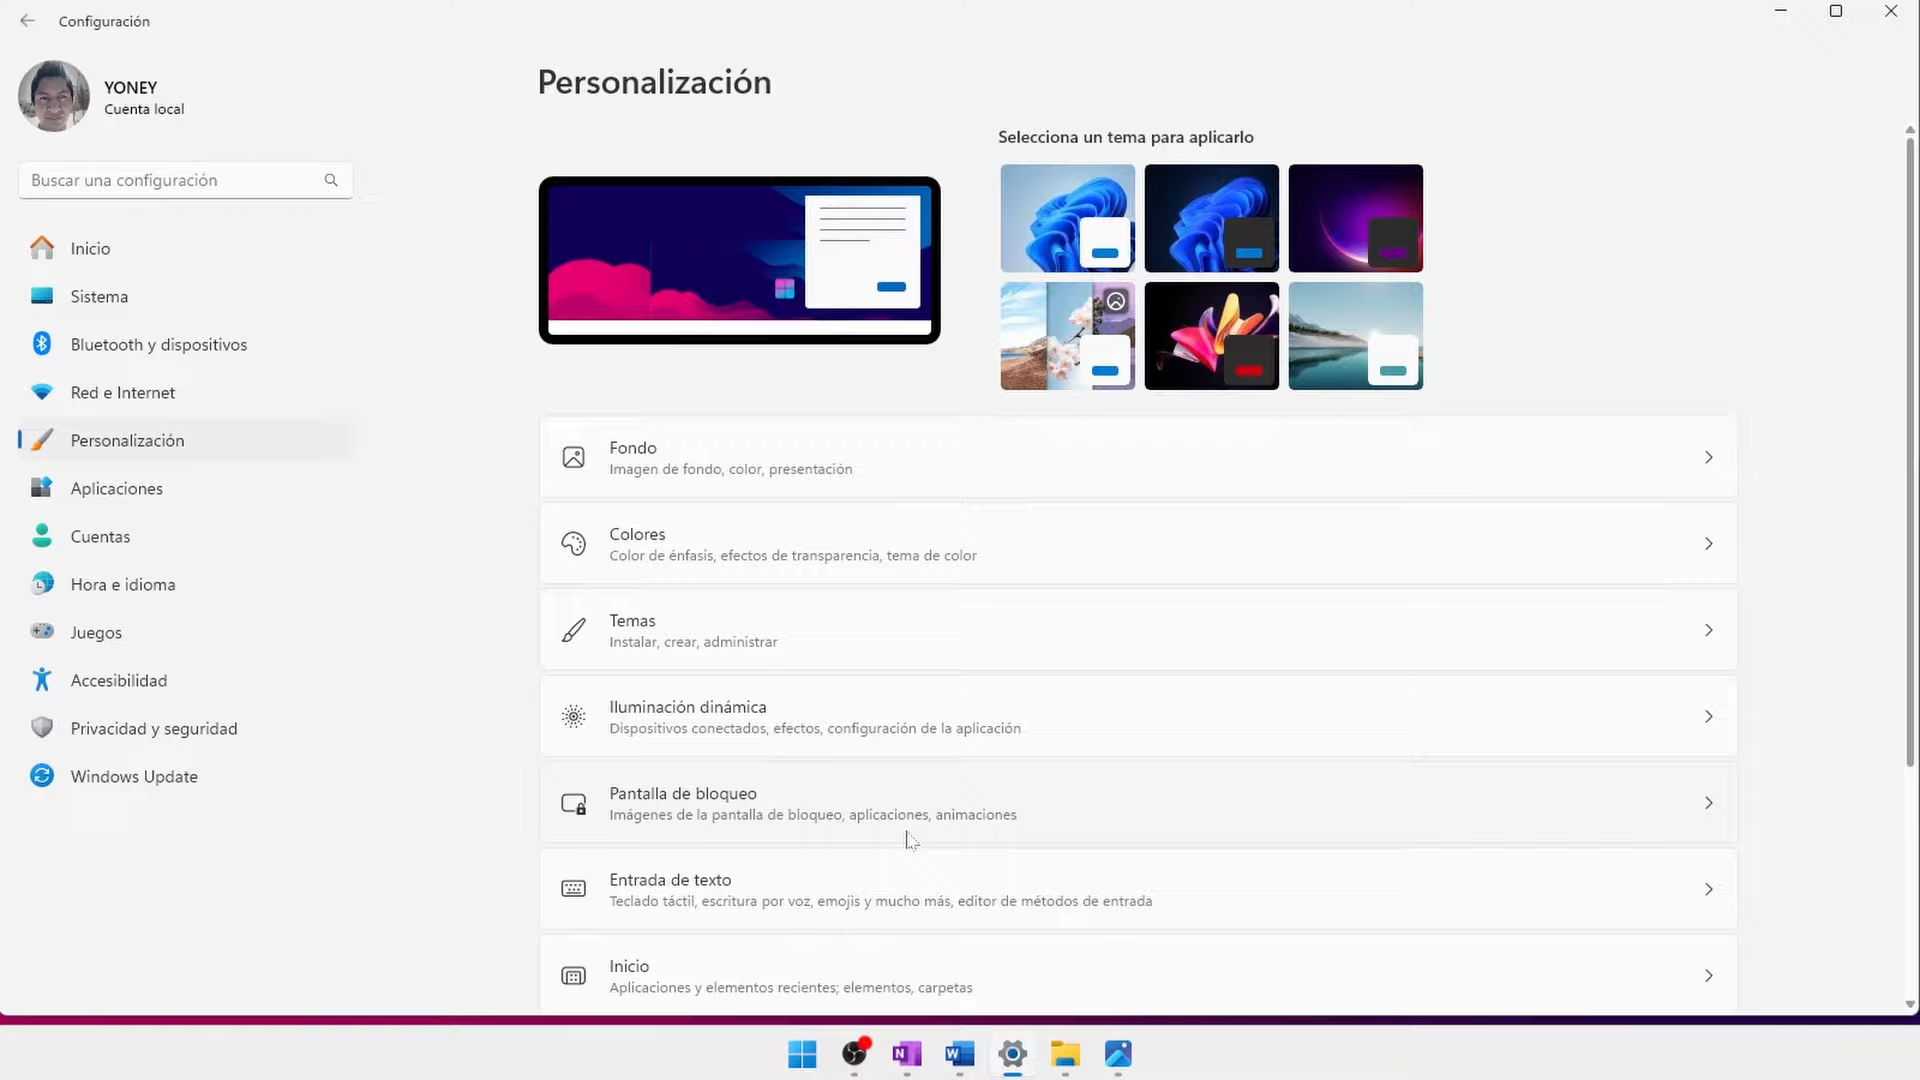 Configuración
YONEY
Cuenta local
Buscar una configuración
Inicio
Sistema
Bluetooth y dispositivos
Red e Internet
Personalización
Aplicaciones
Cuentas
Hora e idioma
Juegos
Accesibilidad
Privacidad y seguridad
Windows Update
Personalización
Selecciona un tema para aplicarlo
Fondo
Imagen de fondo, color, presentación
Colores
Color de énfasis, efectos de transparencia, tema de color
Temas
Instalar, crear, administrar
Iluminación dinámica
Dispositivos conectados, efectos, configuración de la aplicación
Pantalla de bloqueo
Imágenes de la pantalla de bloqueo, aplicaciones, animaciones
Entrada de texto
Teclado táctil, escritura por voz, emojis y mucho más, editor de métodos de entrada
Inicio
Aplicaciones y elementos recientes; elementos, carpetas
N
W